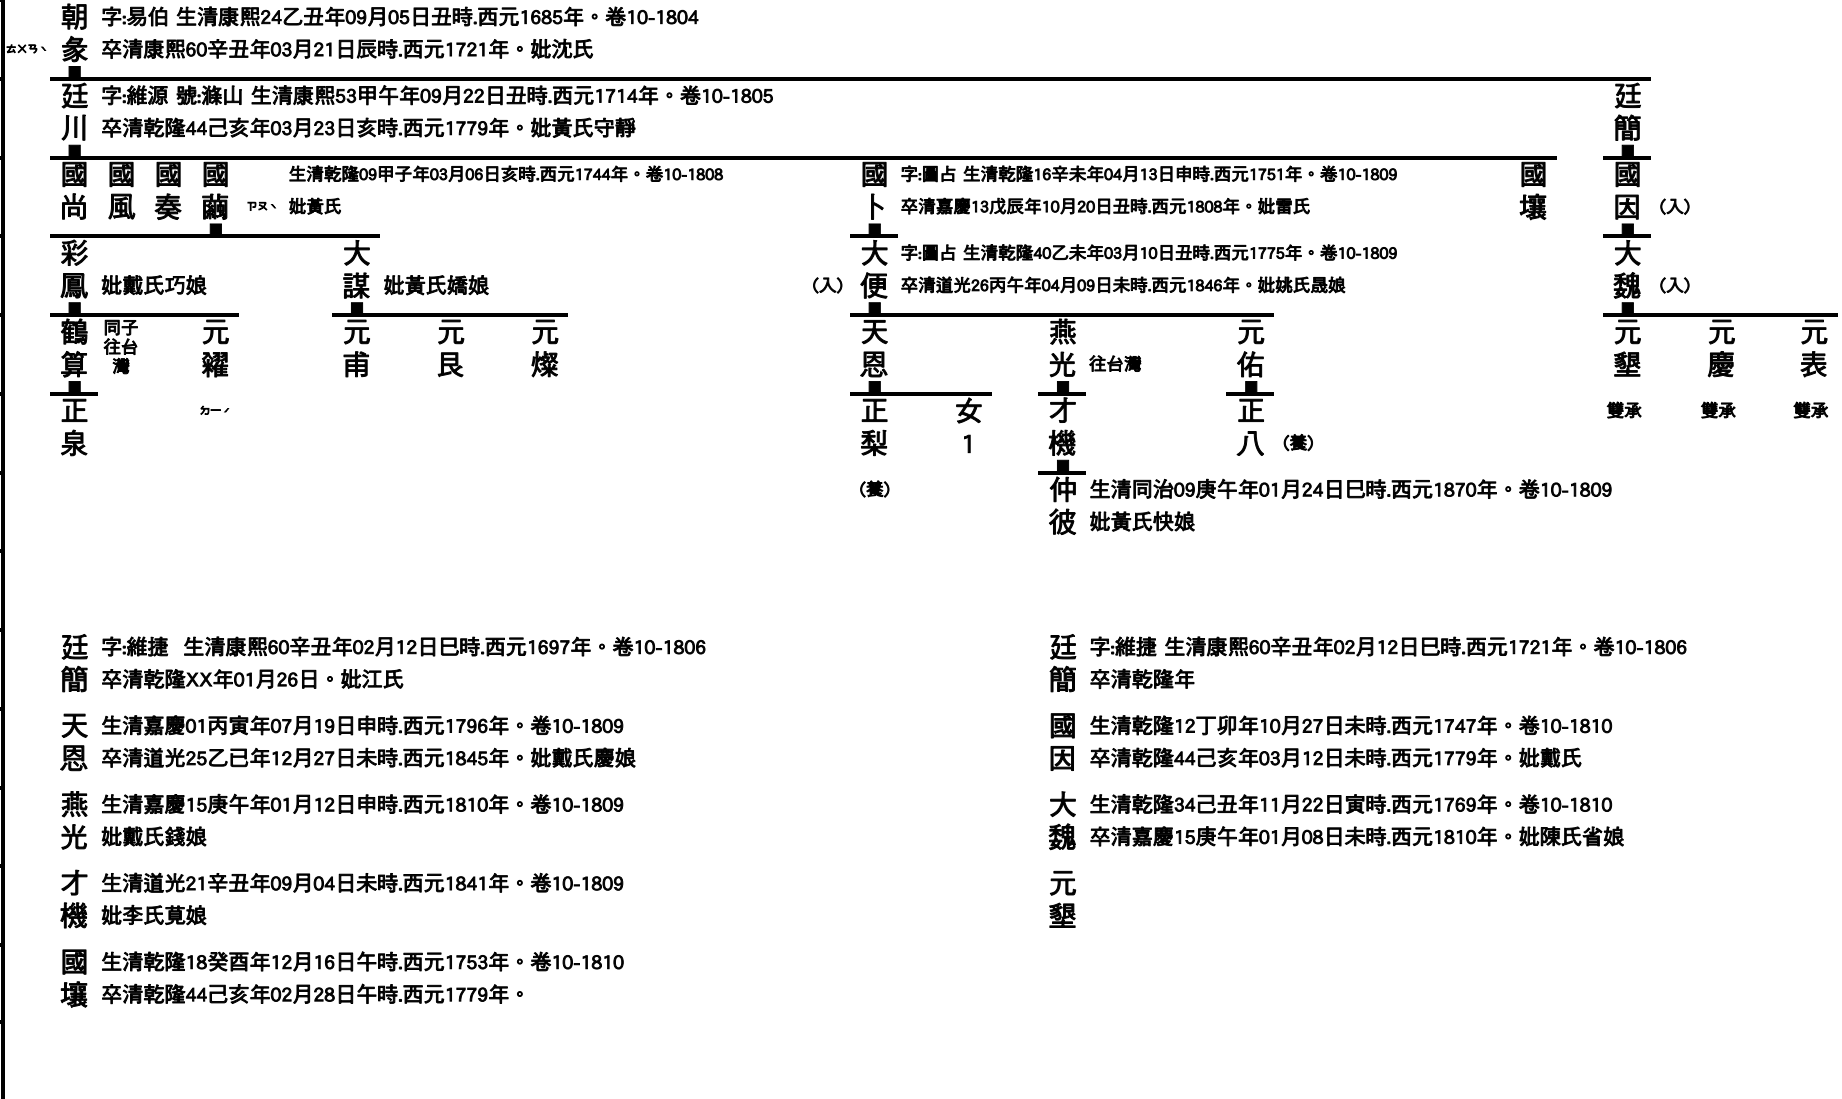 朝 字:易伯 生清康熙24乙丑年09月05日丑時.西元1685年。卷10-1804
ㄊㄨㄢˋ 彖 卒清康熙60辛丑年03月21日辰時.西元1721年。妣沈氏
廷 字:維源 號:滌山 生清康熙53甲午年09月22日丑時.西元1714年。卷10-1805 廷
川 卒清乾隆44己亥年03月23日亥時.西元1779年。妣黃氏守靜 簡
國 國 國 國 生清乾隆09甲子年03月06日亥時.西元1744年。卷10-1808 國 字:圖占 生清乾隆16辛未年04月13日申時.西元1751年。卷10-1809 國 國
尚 風 奏 ㄗㄡˋ 妣黃氏 卜 卒清嘉慶13戊辰年10月20日丑時.西元1808年。妣雷氏 壤 因 (入)
彩 大 大 字:圖占 生清乾隆40乙未年03月10日丑時.西元1775年。卷10-1809 大
鳳 妣戴氏巧娘 謀 妣黃氏嬌娘 (入) 便 卒清道光26丙午年04月09日未時.西元1846年。妣姚氏晟娘 魏 (入)
鶴 同子 元 元 元 元 天 燕 元 元 元 元
算 往台灣 糴 甫 艮 燦 恩 光 往台灣 佑 墾 慶 表
正 ㄉㄧˊ 正 女 才 正 雙承 雙承 雙承
泉 梨 1 機 八 (養)
(養) 仲 生清同治09庚午年01月24日巳時.西元1870年。卷10-1809
彼 妣黃氏快娘
廷 字:維捷 生清康熙60辛丑年02月12日巳時.西元1697年。卷10-1806
簡 卒清乾隆XX年01月26日。妣江氏
天 生清嘉慶01丙寅年07月19日申時.西元1796年。卷10-1809
恩 卒清道光25乙已年12月27日未時.西元1845年。妣戴氏慶娘
燕 生清嘉慶15庚午年01月12日申時.西元1810年。卷10-1809
光 妣戴氏錢娘
才 生清道光21辛丑年09月04日未時.西元1841年。卷10-1809
機 妣李氏莧娘
國 生清乾隆18癸酉年12月16日午時.西元1753年。卷10-1810
壤 卒清乾隆44己亥年02月28日午時.西元1779年。
廷 字:維捷 生清康熙60辛丑年02月12日巳時.西元1721年。卷10-1806
簡 卒清乾隆年
國 生清乾隆12丁卯年10月27日未時.西元1747年。卷10-1810
因 卒清乾隆44己亥年03月12日未時.西元1779年。妣戴氏
大 生清乾隆34己丑年11月22日寅時.西元1769年。卷10-1810
魏 卒清嘉慶15庚午年01月08日未時.西元1810年。妣陳氏省娘
元
墾